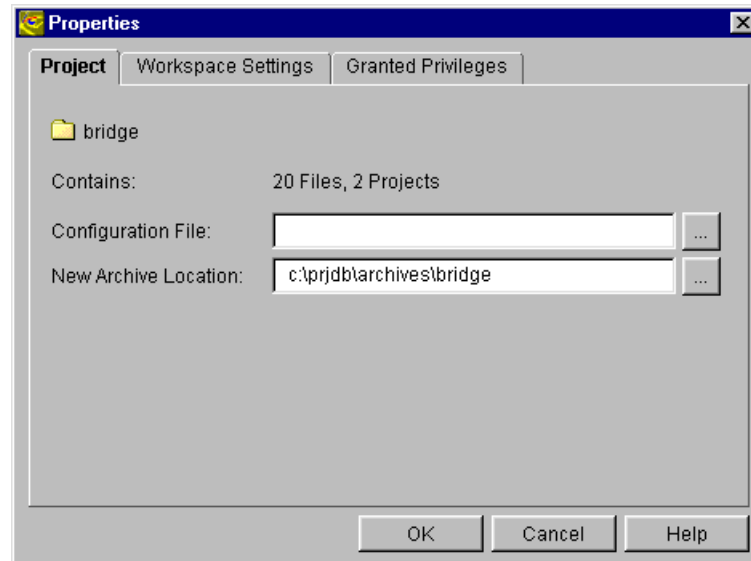 Properties
Project Workspace Settings Granted Privileges
bridge
Contains: 20 Files, 2 Projects
Configuration File: ...
New Archive Location: c:\prjdb\archives\bridge ...
OK Cancel Help